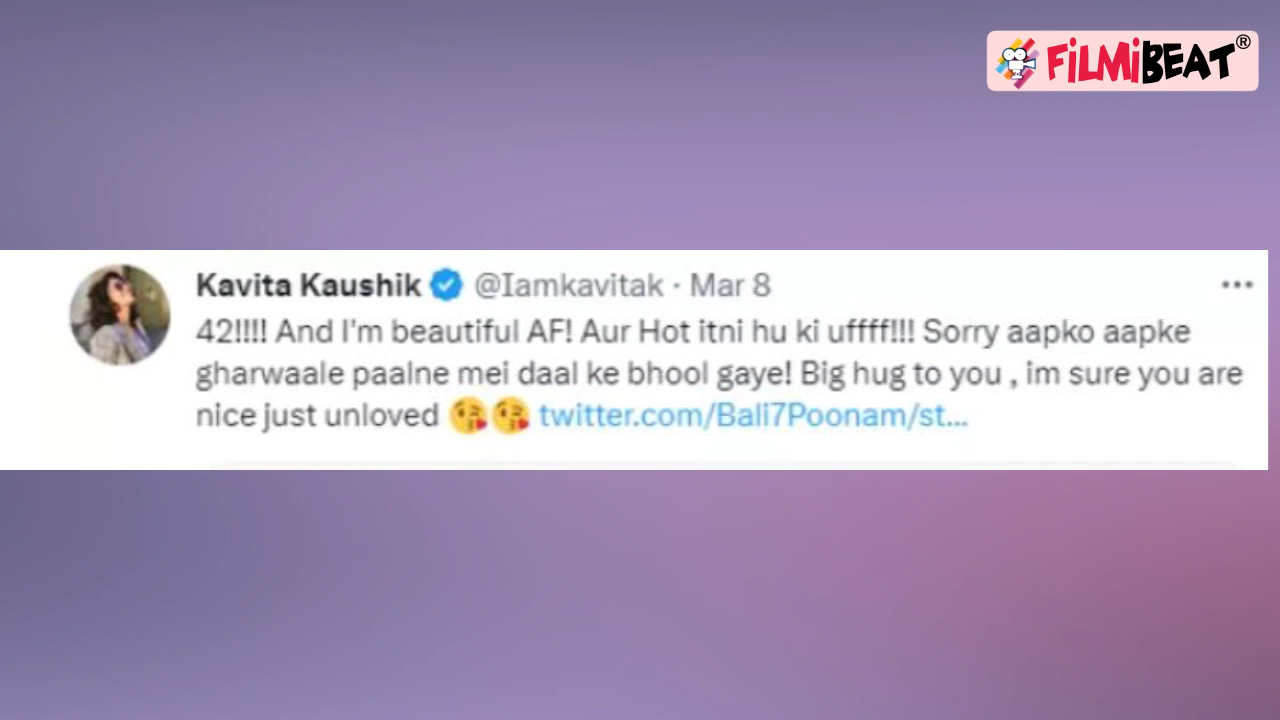 FiLMiBEAT®
Kavita Kaushik @Iamkavitak · Mar 8
42!!!! And I'm beautiful AF! Aur Hot itni hu ki uffff!!! Sorry aapko aapke
gharwaale paalne mei daal ke bhool gaye! Big hug to you , im sure you are
nice just unloved 😘😘 twitter.com/Bali7Poonam/st...